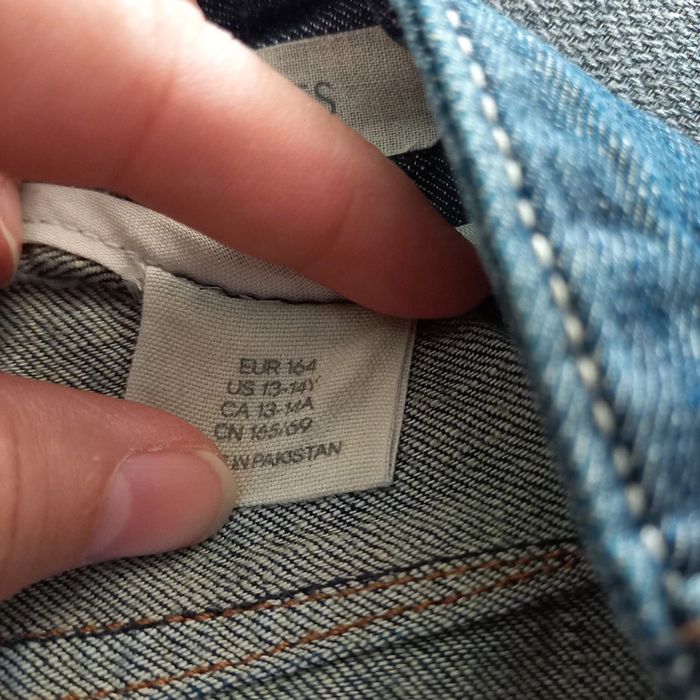 EUR 164
US 13-14Y
CA 13-14A
CN 165/69
PAKISTAN